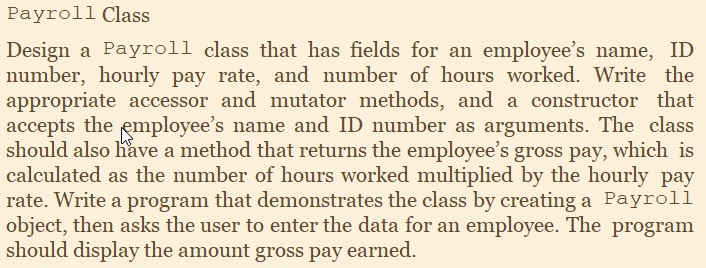 Payroll Class
Design a Payroll class that has fields for an employee’s name, ID
number, hourly pay rate, and number of hours worked. Write the
appropriate accessor and mutator methods, and a constructor that
accepts the employee’s name and ID number as arguments. The class
should also have a method that returns the employee’s gross pay, which is
calculated as the number of hours worked multiplied by the hourly pay
rate. Write a program that demonstrates the class by creating a Payroll
object, then asks the user to enter the data for an employee. The program
should display the amount gross pay earned.